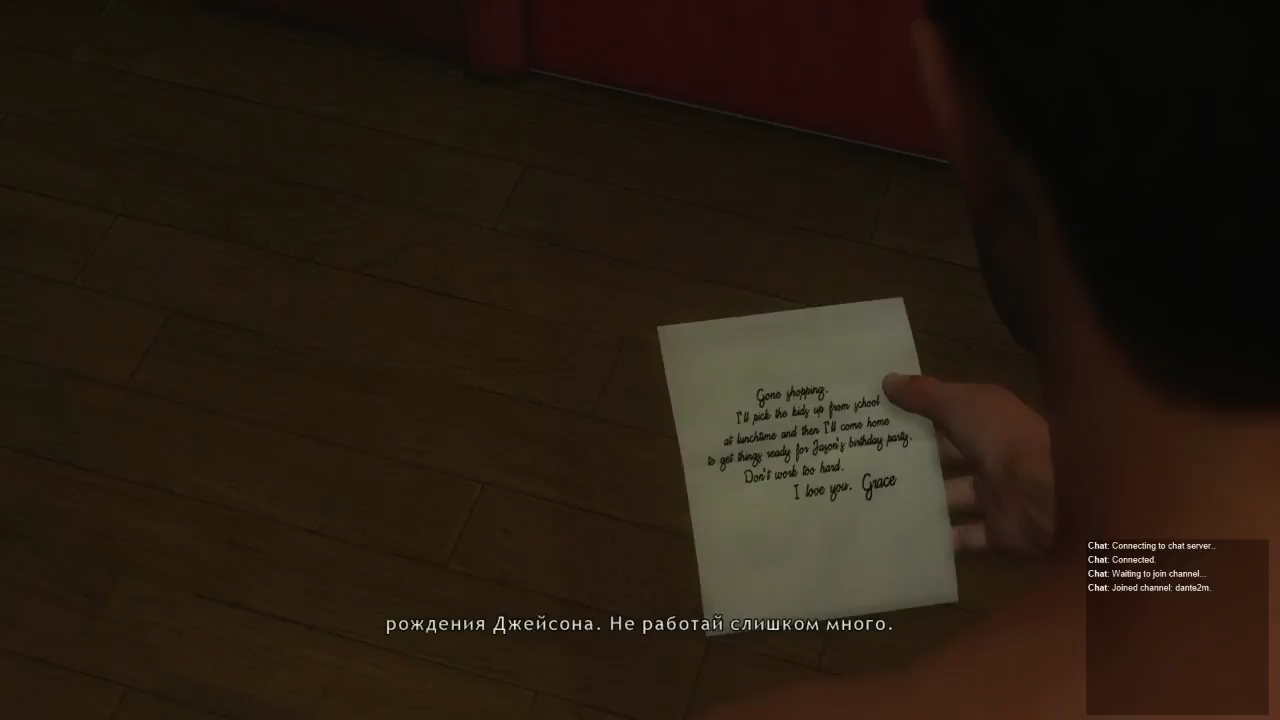 Gone shopping.
I'll pick the kids up from school
at lunchtime and then I'll come home
to get things ready for Jason's birthday party.
Don't work too hard.
I love you. Grace
Chat: Connecting to chat server..
Chat: Connected.
Chat: Waiting to join channel...
Chat: Joined channel: dante2m.
рождения Джейсона. Не работай слишком много.